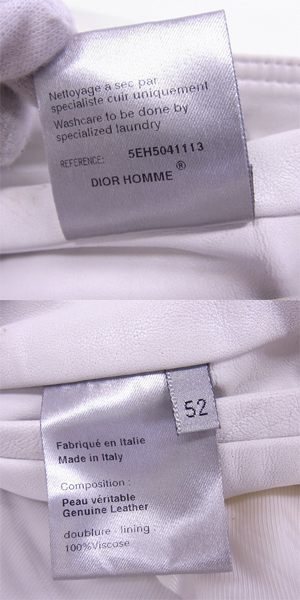 Nettoyage a sec par
specialiste cuir uniquement
Washcare to be done by
specialized laundry
REFERENCE: 5EH5041113
DIOR HOMME ®
52
Fabriqué en Italie
Made in Italy
Composition :
Peau véritable
Genuine Leather
doublure - lining :
100%Viscose